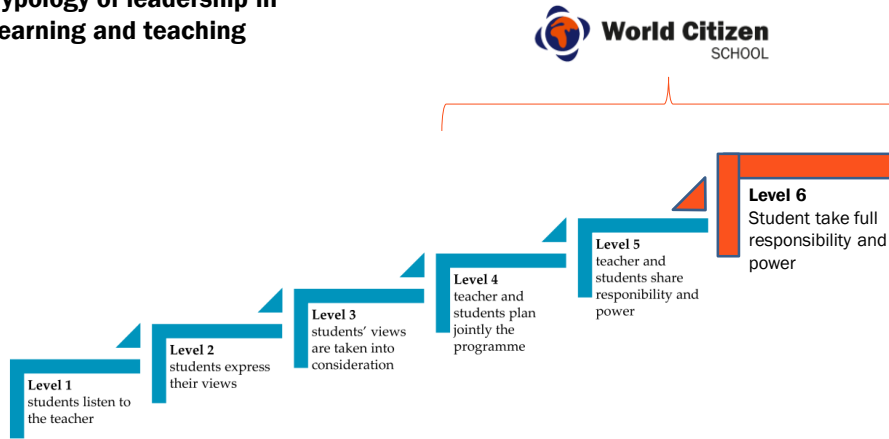 ypology of leadership in
earning and teaching
World Citizen
SCHOOL
Level 1
students listen to
the teacher
Level 2
students express
their views
Level 3
students' views
are taken into
consideration
Level 4
teacher and
students plan
jointly the
programme
Level 5
teacher and
students share
responibility and
power
Level 6
Student take full
responsibility and
power